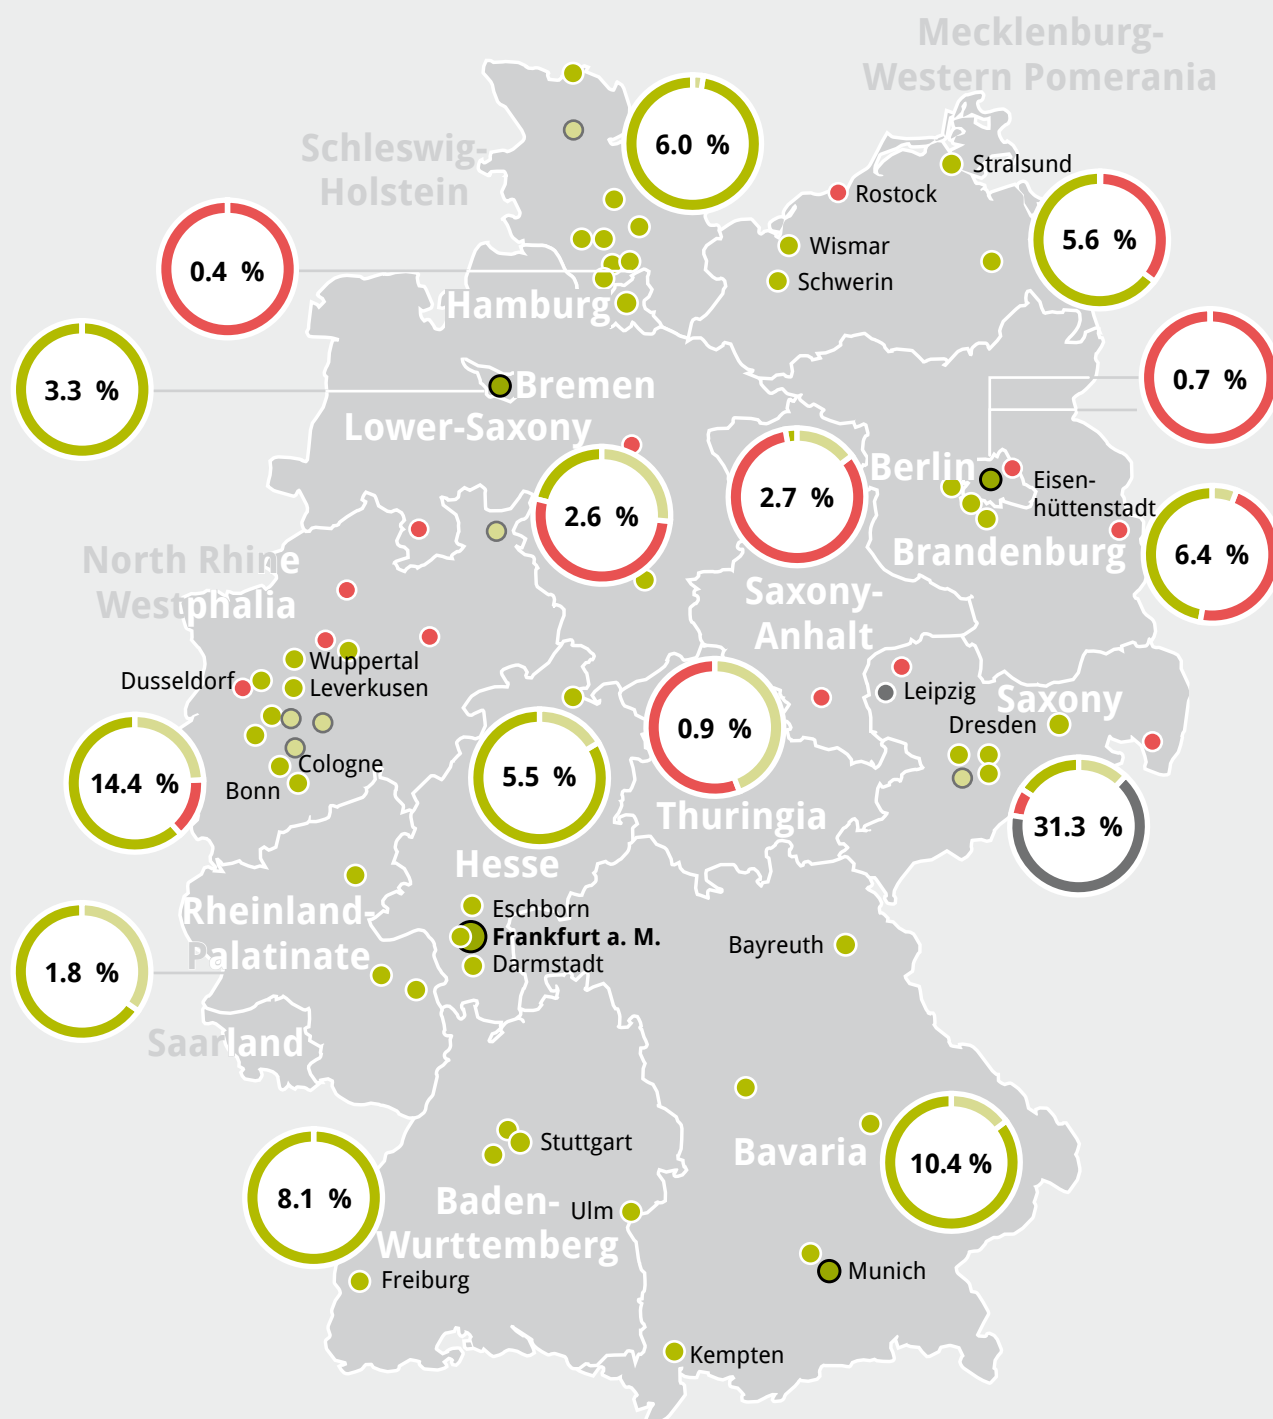 Mecklenburg-
Western Pomerania
Schleswig-
Holstein
6.0 %
Stralsund
Rostock
5.6 %
Wismar
0.4 %
Schwerin
Hamburg
3.3 %
Bremen
0.7 %
Lower-Saxony
Berlin
Eisen-
hüttenstadt
2.6 %
2.7 %
Brandenburg
6.4 %
North Rhine
Westphalia
Saxony-
Anhalt
Wuppertal
Dusseldorf
Leverkusen
Leipzig
Saxony
Dresden
0.9 %
Cologne
14.4 %
Bonn
5.5 %
Thuringia
31.3 %
Hesse
Rheinland-
Palatinate
Eschborn
Frankfurt a. M.
Darmstadt
Bayreuth
1.8 %
Saarland
Stuttgart
Bavaria
10.4 %
8.1 %
Baden-
Wurttemberg
Ulm
Freiburg
Munich
Kempten